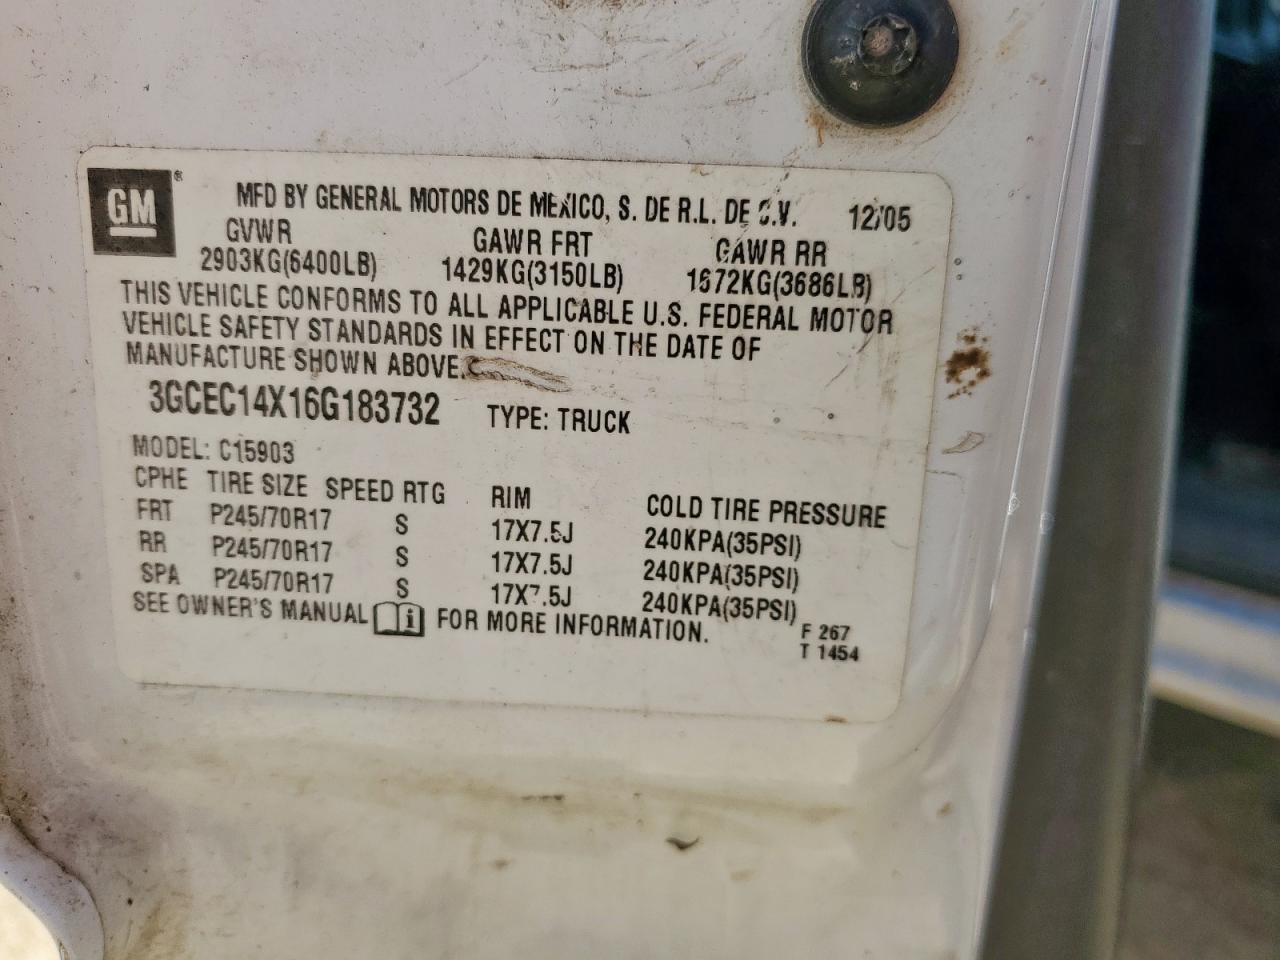 GM®
MFD BY GENERAL MOTORS DE MEXICO, S. DE R.L. DE C.V. 12/05
GVWR GAWR FRT GAWR RR
2903KG(6400LB) 1429KG(3150LB) 1672KG(3686LB)
THIS VEHICLE CONFORMS TO ALL APPLICABLE U.S. FEDERAL MOTOR
VEHICLE SAFETY STANDARDS IN EFFECT ON THE DATE OF
MANUFACTURE SHOWN ABOVE.
3GCEC14X16G183732 TYPE: TRUCK
MODEL: C15903
CPHE TIRE SIZE SPEED RTG RIM COLD TIRE PRESSURE
FRT P245/70R17 S 17X7.5J 240KPA(35PSI)
RR P245/70R17 S 17X7.5J 240KPA(35PSI)
SPA P245/70R17 S 17X7.5J 240KPA(35PSI)
SEE OWNER'S MANUAL i FOR MORE INFORMATION.
F 267
T 1454